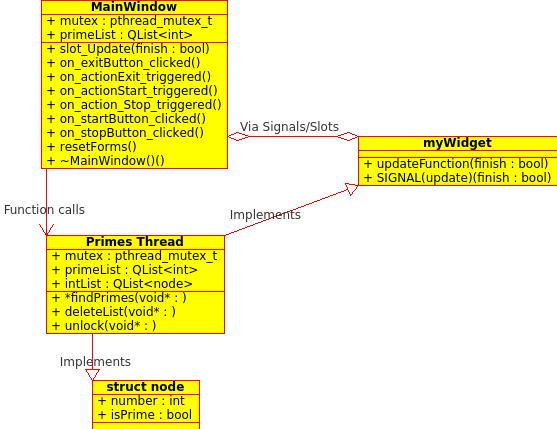 MainWindow
+ mutex : pthread_mutex_t
+ primeList : QList<int>
+ slot_Update(finish : bool)
+ on_exitButton_clicked()
+ on_actionExit_triggered()
+ on_actionStart_triggered()
+ on_action_Stop_triggered()
+ on_startButton_clicked()
+ on_stopButton_clicked()
+ resetForms()
+ ~MainWindow()()
Via Signals/Slots
myWidget
+ updateFunction(finish : bool)
+ SIGNAL(update)(finish : bool)
Function calls
Implements
Primes Thread
+ mutex : pthread_mutex_t
+ primeList : QList<int>
+ intList : QList<node>
+ *findPrimes(void* : )
+ deleteList(void* : )
+ unlock(void* : )
Implements
struct node
+ number : int
+ isPrime : bool